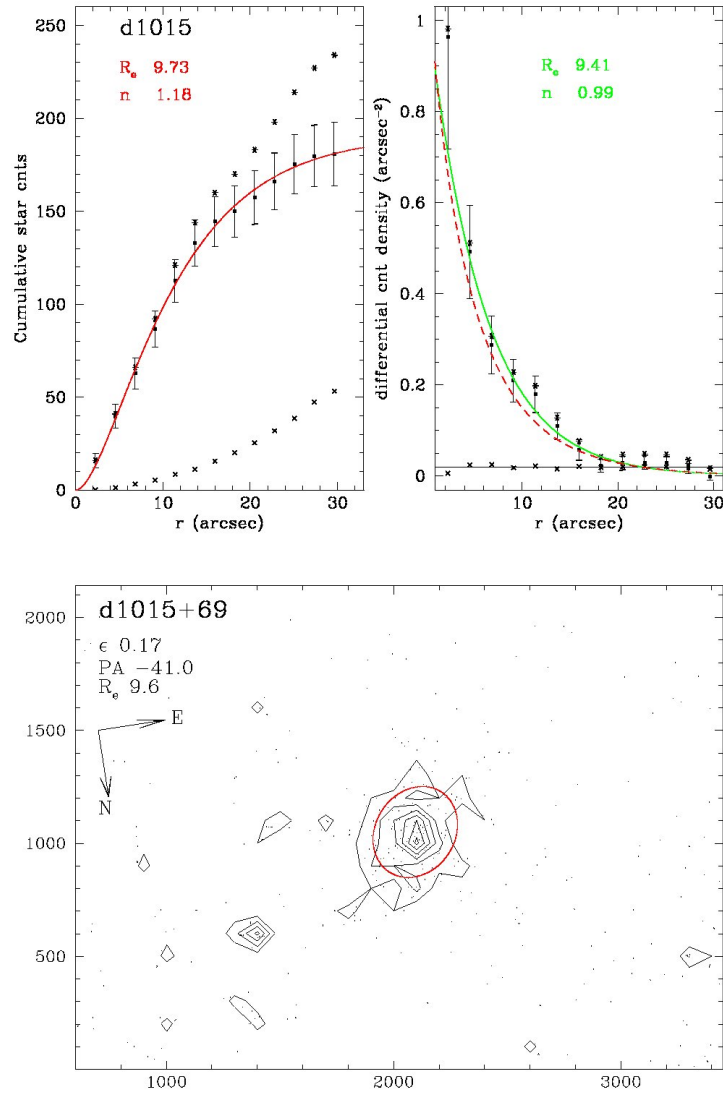 d1015
Rₑ 9.73
n 1.18
Cumulative star cnts
0
50
100
150
200
250
0 10 20 30
r (arcsec)
Rₑ 9.41
n 0.99
differential cnt density (arcsec⁻²)
0
0.2
0.4
0.6
0.8
1
10 20 30
r (arcsec)
d1015+69
ϵ 0.17
PA −41.0
Rₑ 9.6
E
N
2000
1500
1000
500
1000 2000 3000